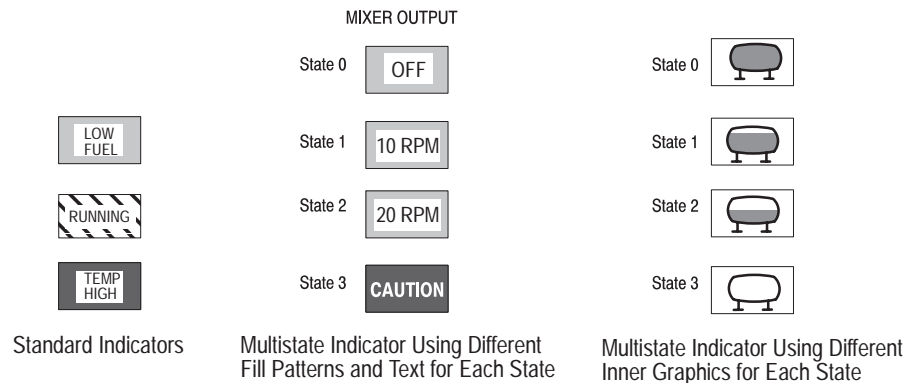 MIXER OUTPUT
State 0
OFF
State 1
10 RPM
State 2
20 RPM
State 3
CAUTION
LOW
FUEL
RUNNING
TEMP
HIGH
State 0
State 1
State 2
State 3
Standard Indicators
Multistate Indicator Using Different
Fill Patterns and Text for Each State
Multistate Indicator Using Different
Inner Graphics for Each State